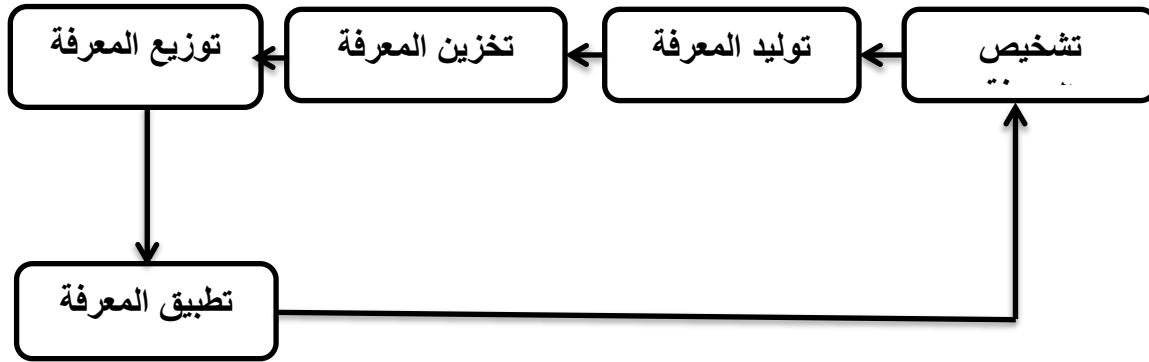 تشخيص
توليد المعرفة
تخزين المعرفة
توزيع المعرفة
تطبيق المعرفة